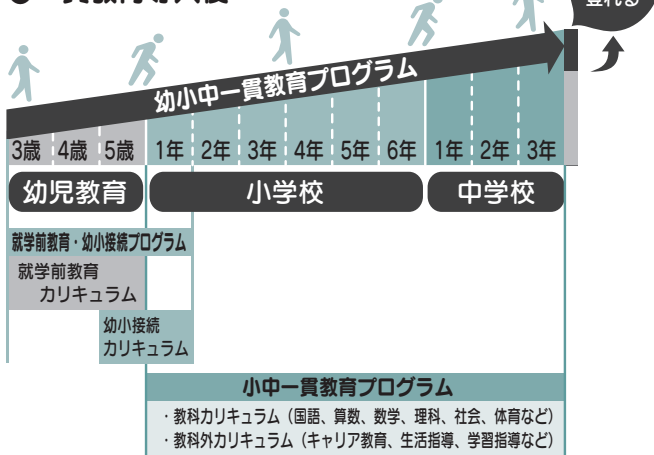 登れる
幼小中一貫教育プログラム
3歳 4歳 5歳 1年 2年 3年 4年 5年 6年 1年 2年 3年
幼児教育 小学校 中学校
就学前教育・幼小接続プログラム
就学前教育
カリキュラム
幼小接続
カリキュラム
小中一貫教育プログラム
・教科カリキュラム（国語、算数、数学、理科、社会、体育など）
・教科外カリキュラム（キャリア教育、生活指導、学習指導など）